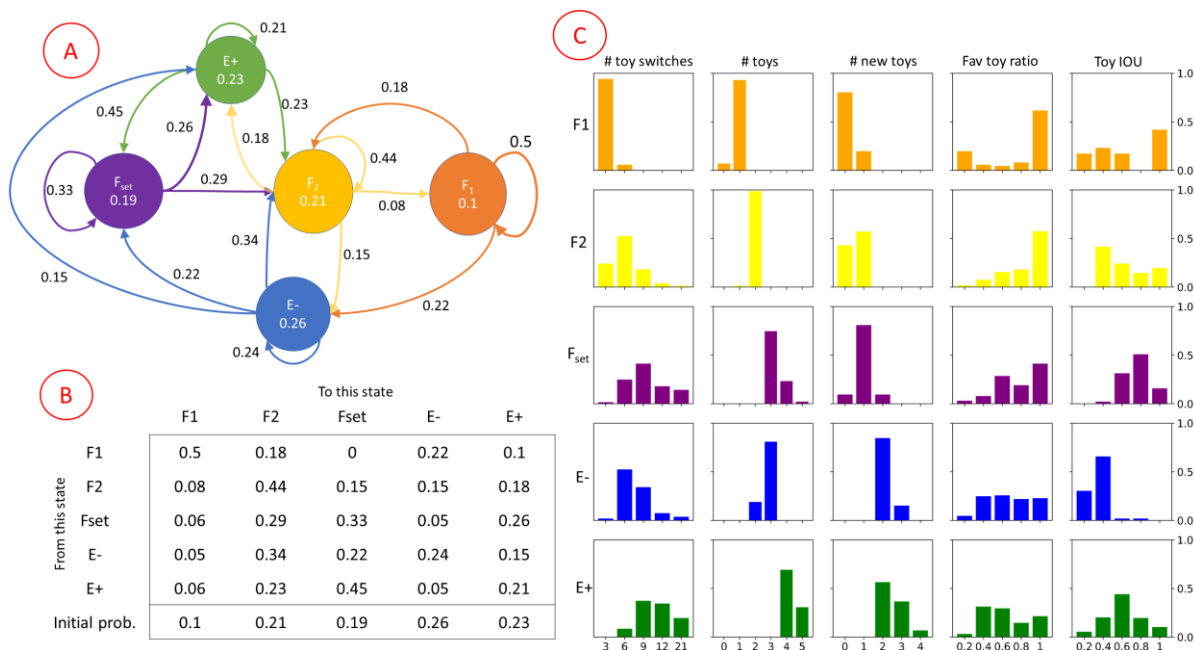 A
E+
0.23
0.21
0.45
0.26
0.23
0.18
0.18
0.44
0.5
0.33
Fset
0.19
0.29
F2
0.21
0.08
F1
0.1
0.34
0.15
0.15
0.22
0.22
E-
0.26
0.24
B
To this state
F1 F2 Fset E- E+
From this state
F1 0.5 0.18 0 0.22 0.1
F2 0.08 0.44 0.15 0.15 0.18
Fset 0.06 0.29 0.33 0.05 0.26
E- 0.05 0.34 0.22 0.24 0.15
E+ 0.06 0.23 0.45 0.05 0.21
Initial prob. 0.1 0.21 0.19 0.26 0.23
C
# toy switches # toys # new toys Fav toy ratio Toy IOU
F1
1.0
0.5
0.0
F2
1.0
0.5
0.0
Fset
1.0
0.5
0.0
E-
1.0
0.5
0.0
E+
1.0
0.5
0.0
3 6 9 12 21 0 1 2 3 4 5 0 1 2 3 4 0.2 0.4 0.6 0.8 1 0.2 0.4 0.6 0.8 1